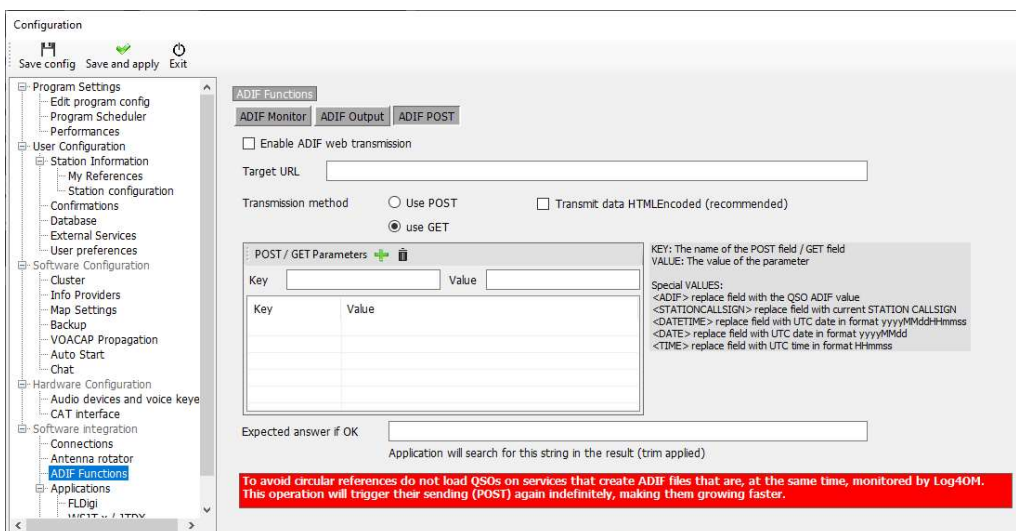 Configuration
Save config Save and apply Exit
Program Settings
Edit program config
Program Scheduler
Performances
User Configuration
Station Information
My References
Station configuration
Confirmations
Database
External Services
User preferences
Software Configuration
Cluster
Info Providers
Map Settings
Backup
VOACAP Propagation
Auto Start
Chat
Hardware Configuration
Audio devices and voice keye
CAT interface
Software integration
Connections
Antenna rotator
ADIF Functions
Applications
FLDigi
ADIF Functions
ADIF Monitor ADIF Output ADIF POST
Enable ADIF web transmission
Target URL
Transmission method Use POST Transmit data HTMLEncoded (recommended)
use GET
POST / GET Parameters
Key Value
Key Value
KEY: The name of the POST field / GET field
VALUE: The value of the parameter
Special VALUES:
<ADIF> replace field with the QSO ADIF value
<STATIONCALLSIGN> replace field with current STATION CALLSIGN
<DATETIME> replace field with UTC date in format yyyyMMddHHmmss
<DATE> replace field with UTC date in format yyyyMMdd
<TIME> replace field with UTC time in format HHmmss
Expected answer if OK
Application will search for this string in the result (trim applied)
To avoid circular references do not load QSOs on services that create ADIF files that are, at the same time, monitored by Log4OM.
This operation will trigger their sending (POST) again indefinitely, making them growing faster.